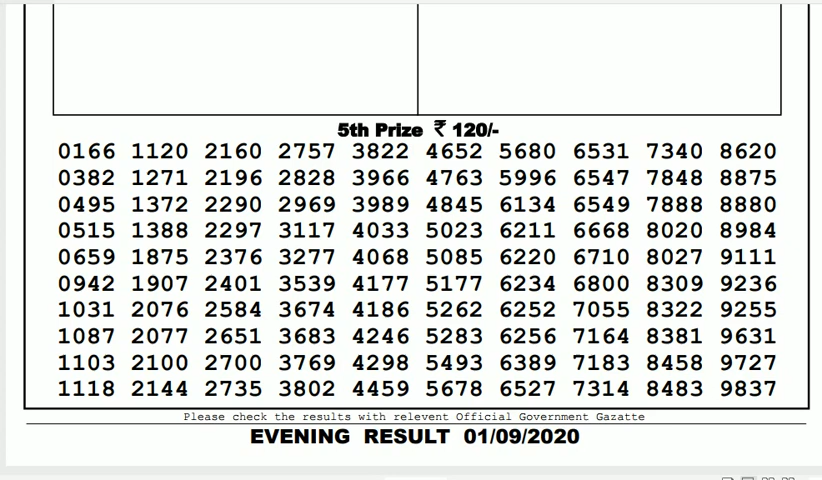 5th Prize ₹ 120/-
0166 1120 2160 2757 3822 4652 5680 6531 7340 8620
0382 1271 2196 2828 3966 4763 5996 6547 7848 8875
0495 1372 2290 2969 3989 4845 6134 6549 7888 8880
0515 1388 2297 3117 4033 5023 6211 6668 8020 8984
0659 1875 2376 3277 4068 5085 6220 6710 8027 9111
0942 1907 2401 3539 4177 5177 6234 6800 8309 9236
1031 2076 2584 3674 4186 5262 6252 7055 8322 9255
1087 2077 2651 3683 4246 5283 6256 7164 8381 9631
1103 2100 2700 3769 4298 5493 6389 7183 8458 9727
1118 2144 2735 3802 4459 5678 6527 7314 8483 9837
Please check the results with relevent Official Government Gazatte
EVENING RESULT 01/09/2020